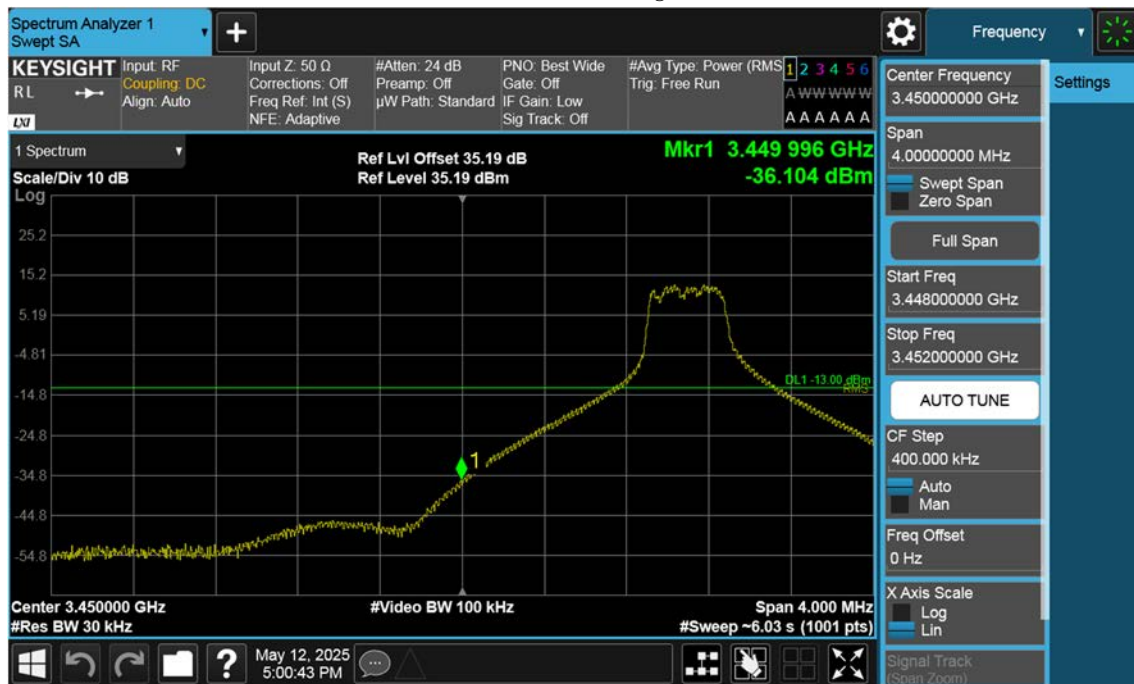 Spectrum Analyzer 1
Swept SA
Frequency
KEYSIGHT
RL
LXI
Input: RF
Coupling: DC
Align: Auto
Input Z: 50 Ω
Corrections: Off
Freq Ref: Int (S)
NFE: Adaptive
#Atten: 24 dB
Preamp: Off
µW Path: Standard
PNO: Best Wide
Gate: Off
IF Gain: Low
Sig Track: Off
#Avg Type: Power (RMS
Trig: Free Run
1 2 3 4 5 6
A W W W W W
A A A A A A
1 Spectrum
Scale/Div 10 dB
Log
Ref Lvl Offset 35.19 dB
Ref Level 35.19 dBm
Mkr1 3.449 996 GHz
-36.104 dBm
25.2
15.2
5.19
-4.81
DL1 -13.00 dBm
RMS
-14.8
-24.8
1
-34.8
-44.8
-54.8
Center 3.450000 GHz
#Video BW 100 kHz
Span 4.000 MHz
#Res BW 30 kHz
#Sweep ~6.03 s (1001 pts)
Center Frequency
3.450000000 GHz
Settings
Span
4.00000000 MHz
Swept Span
Zero Span
Full Span
Start Freq
3.448000000 GHz
Stop Freq
3.452000000 GHz
AUTO TUNE
CF Step
400.000 kHz
Auto
Man
Freq Offset
0 Hz
X Axis Scale
Log
Lin
Signal Track
(Span Zoom)
?
May 12, 2025
5:00:43 PM